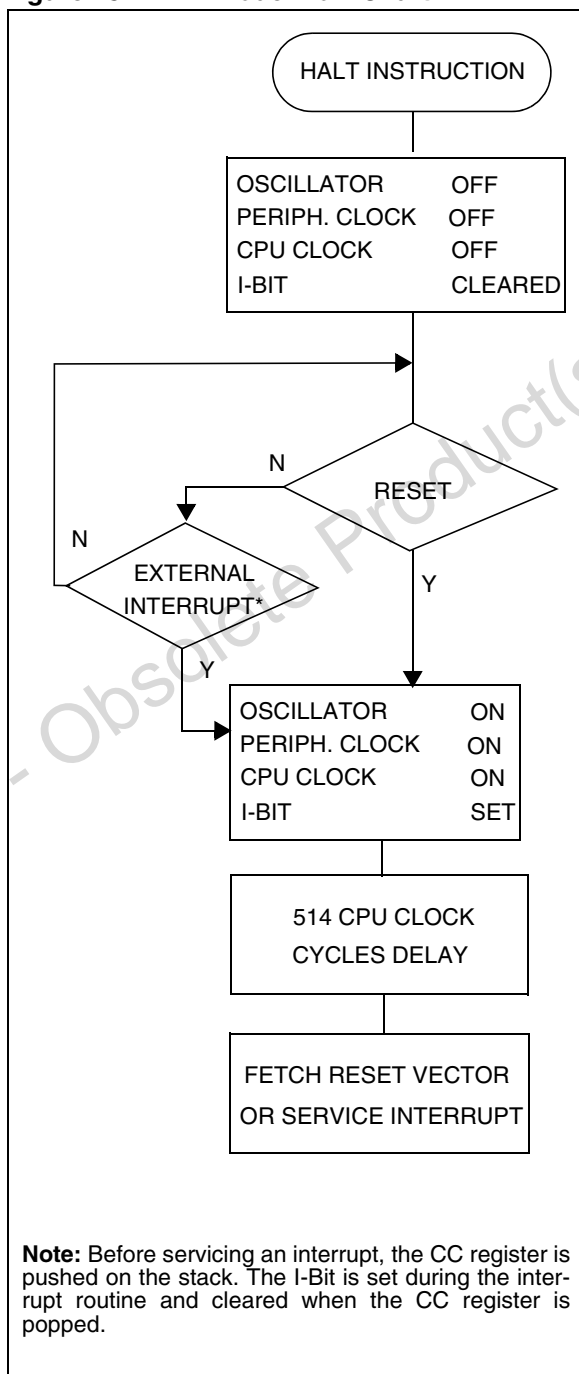 HALT INSTRUCTION
OSCILLATOR OFF
PERIPH. CLOCK OFF
CPU CLOCK OFF
I-BIT CLEARED
N
RESET
N
EXTERNAL
INTERRUPT*
Y
Y
OSCILLATOR ON
PERIPH. CLOCK ON
CPU CLOCK ON
I-BIT SET
514 CPU CLOCK
CYCLES DELAY
FETCH RESET VECTOR
OR SERVICE INTERRUPT
Note: Before servicing an interrupt, the CC register is
pushed on the stack. The I-Bit is set during the inter-
rupt routine and cleared when the CC register is
popped.
- Obsolete Product(s